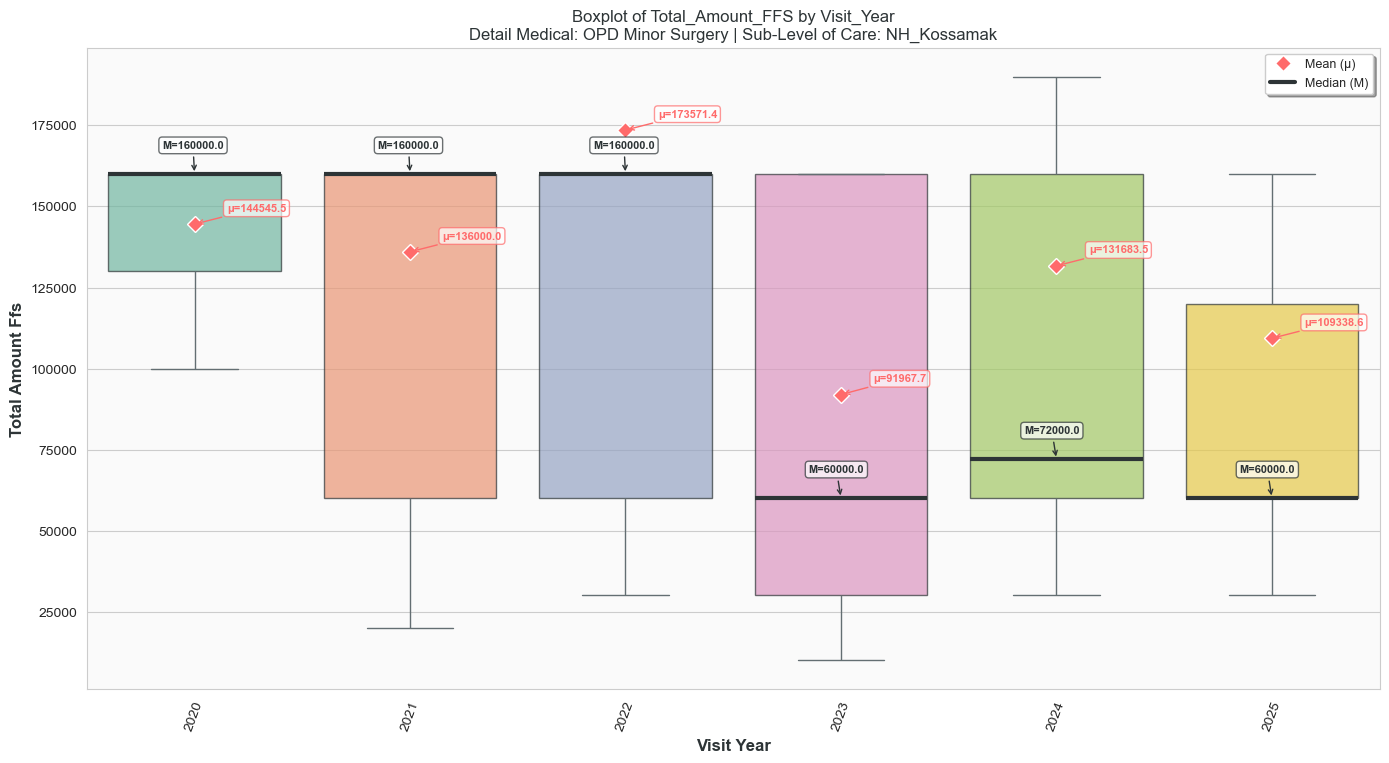 Boxplot of Total_Amount_FFS by Visit_Year
Detail Medical: OPD Minor Surgery | Sub-Level of Care: NH_Kossamak
Mean (μ)
Median (M)
Total Amount Ffs
175000
150000
125000
100000
75000
50000
25000
M=160000.0
μ=144545.5
M=160000.0
μ=136000.0
μ=173571.4
M=160000.0
μ=91967.7
M=60000.0
μ=131683.5
M=72000.0
μ=109338.6
M=60000.0
2020
2021
2022
2023
2024
2025
Visit Year